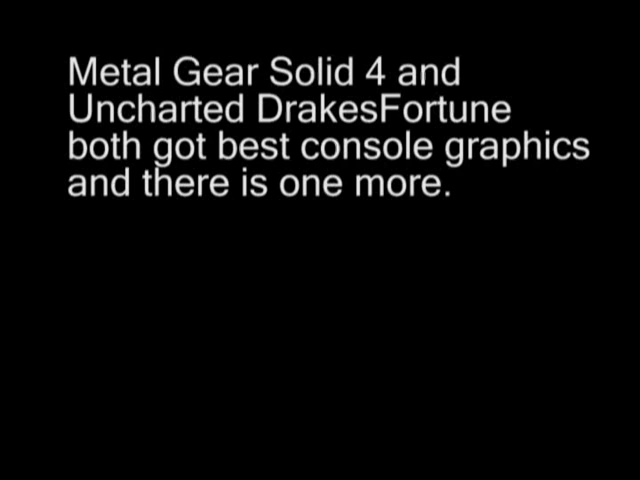 Metal Gear Solid 4 and
Uncharted DrakesFortune
both got best console graphics
and there is one more.